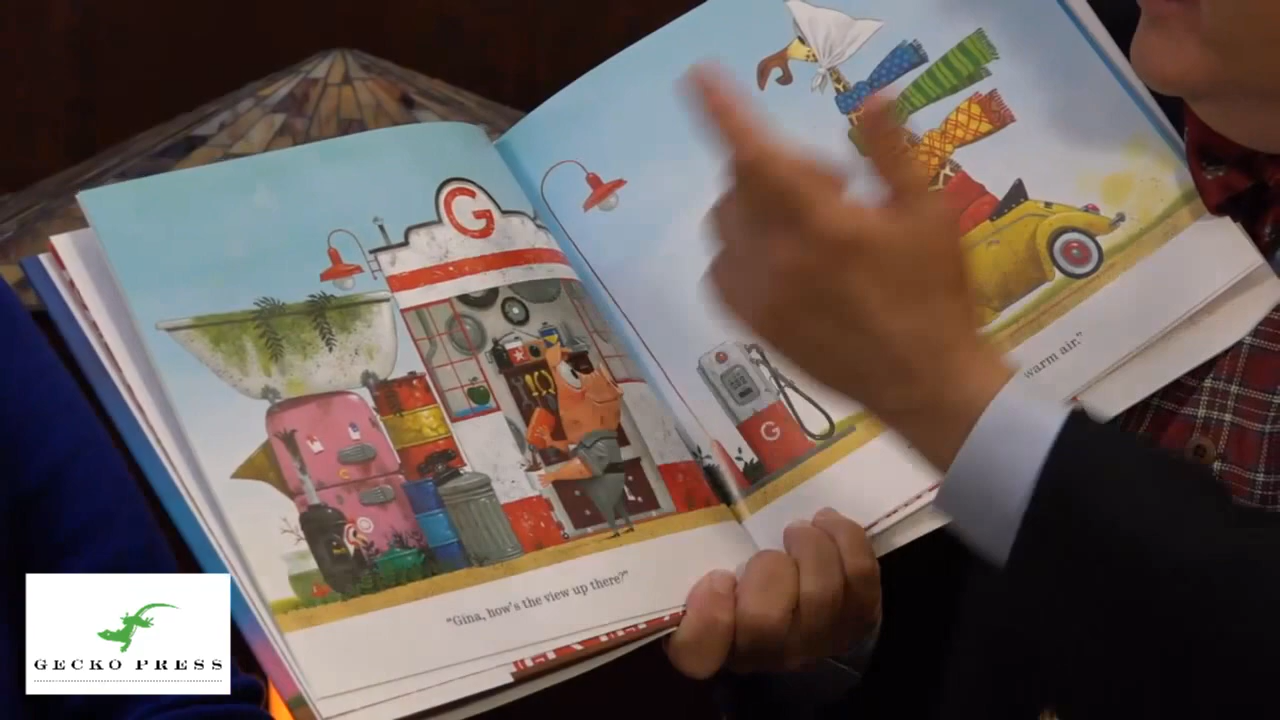 G
G
"Gina, how's the view up there?"
warm air."
GECKO PRESS